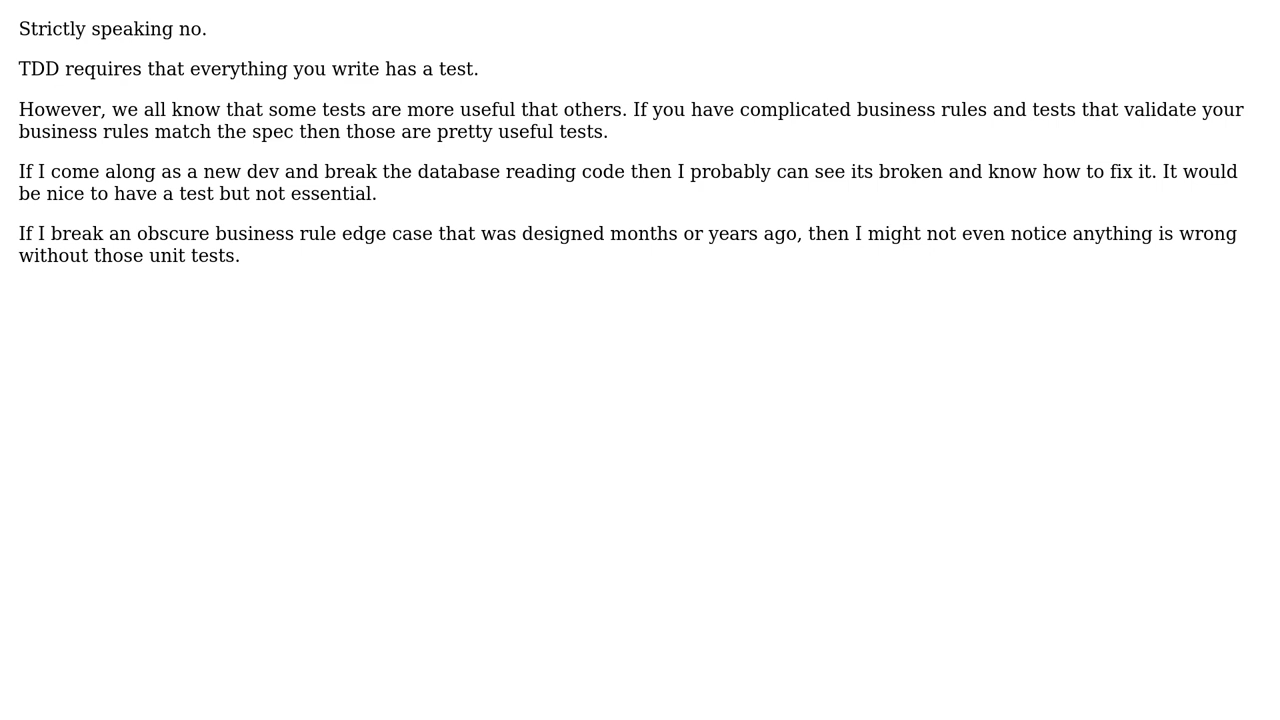 Strictly speaking no.
TDD requires that everything you write has a test.
However, we all know that some tests are more useful that others. If you have complicated business rules and tests that validate your
business rules match the spec then those are pretty useful tests.
If I come along as a new dev and break the database reading code then I probably can see its broken and know how to fix it. It would
be nice to have a test but not essential.
If I break an obscure business rule edge case that was designed months or years ago, then I might not even notice anything is wrong
without those unit tests.